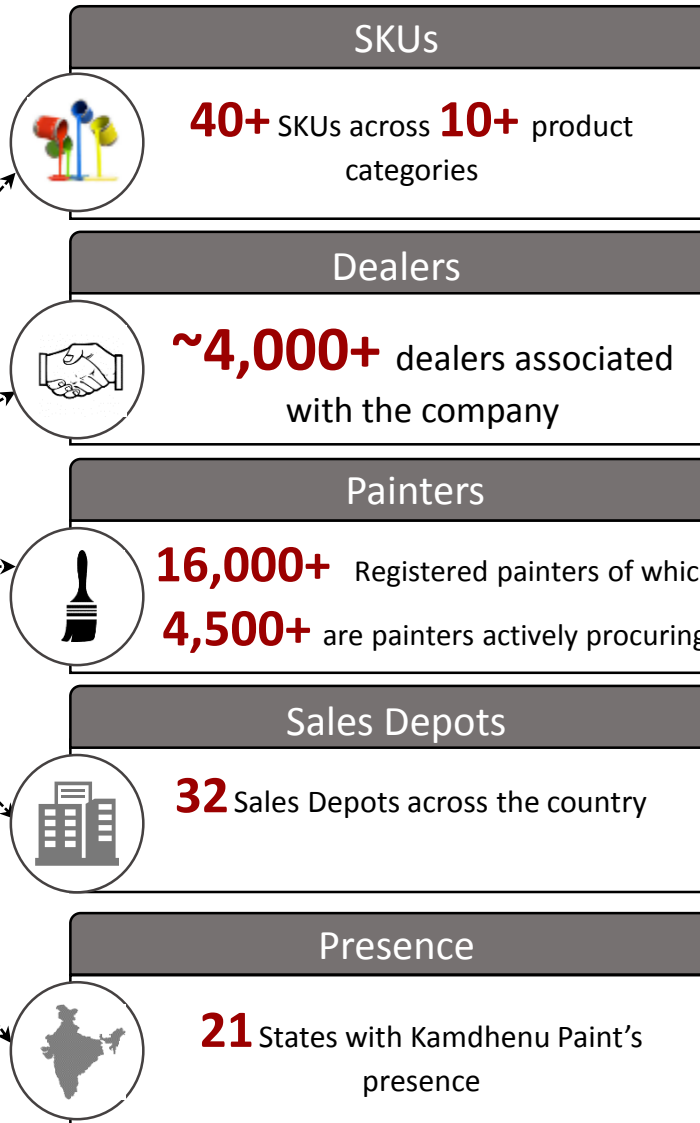 SKUs
40+ SKUs across 10+ product
categories
Dealers
~4,000+ dealers associated
with the company
Painters
16,000+ Registered painters of whic
4,500+ are painters actively procuring
Sales Depots
32 Sales Depots across the country
Presence
21 States with Kamdhenu Paint’s
presence